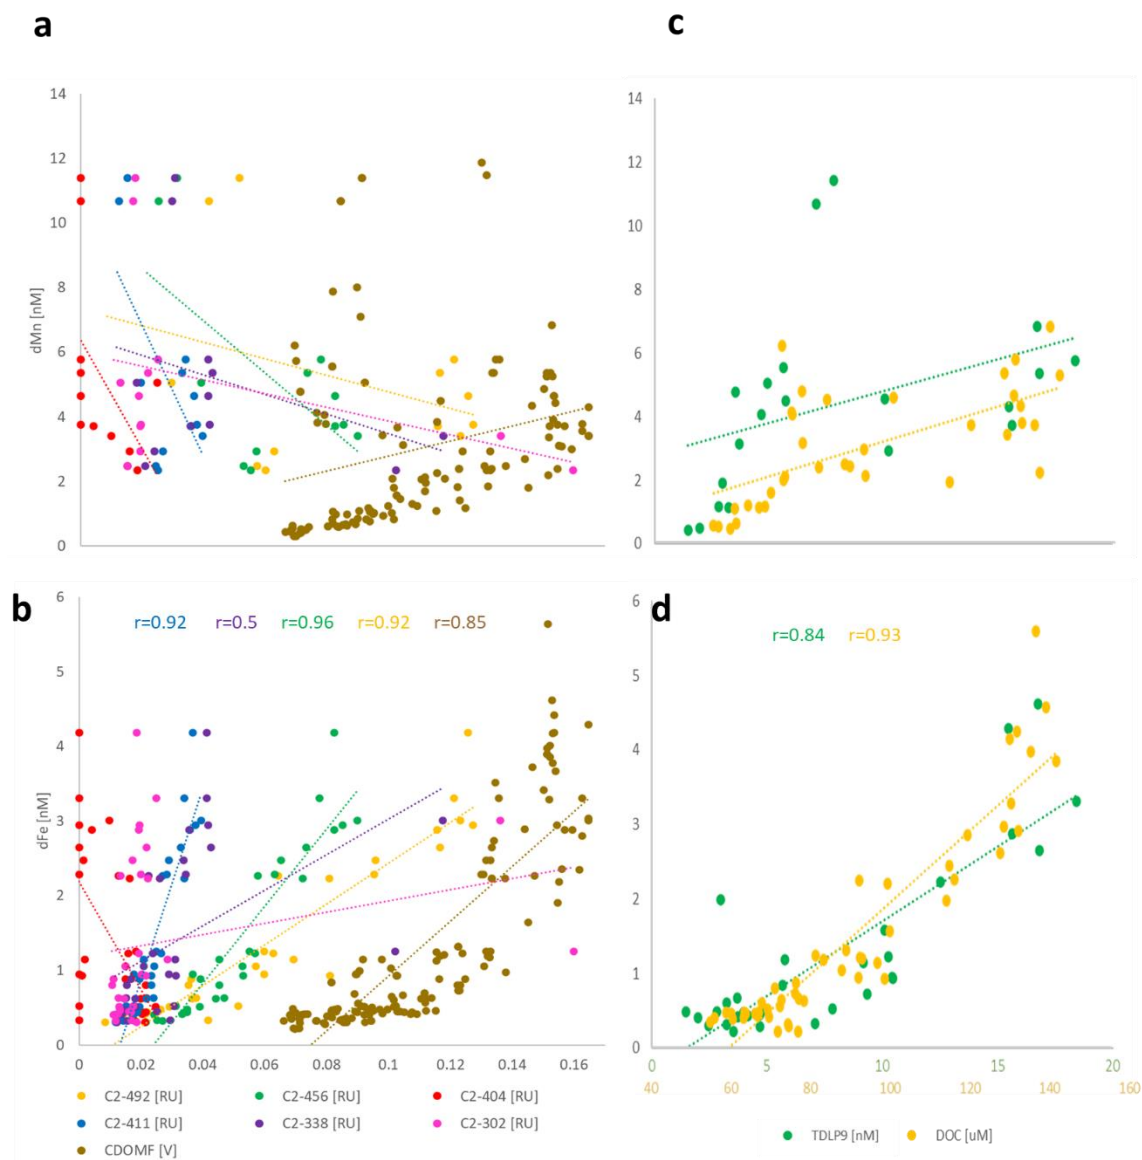 a
c
14
12
10
8
6
4
2
0
dMn [nM]
14
12
10
8
6
4
2
0
b
d
6
5
4
3
2
1
0
dFe [nM]
r=0.92 r=0.5 r=0.96 r=0.92 r=0.85
0 0.02 0.04 0.06 0.08 0.1 0.12 0.14 0.16
C2-492 [RU] C2-456 [RU] C2-404 [RU]
C2-411 [RU] C2-338 [RU] C2-302 [RU]
CDOMF [V]
6
5
4
3
2
1
0
r=0.84 r=0.93
0 5 10 15 20
40 60 80 100 120 140 160
TDLP9 [nM] DOC [uM]